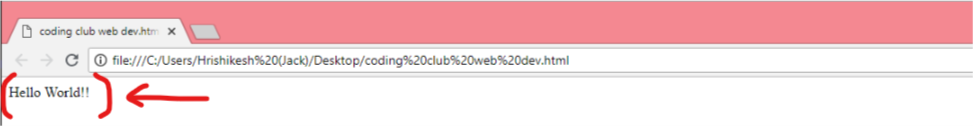 coding club web dev.htm
file:///C:/Users/Hrishikesh%20(Jack)/Desktop/coding%20club%20web%20dev.html
Hello World!!